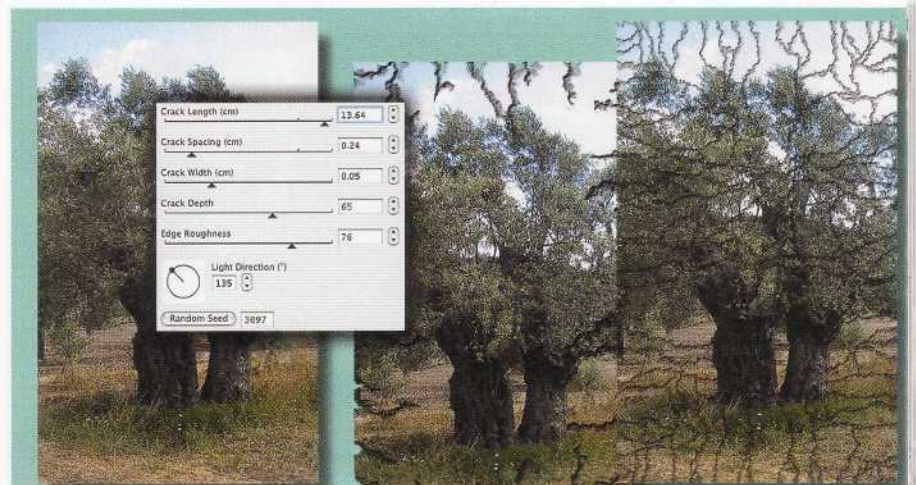 Crack Length (cm)
13.64
Crack Spacing (cm)
0.24
Crack Width (cm)
0.05
Crack Depth
65
Edge Roughness
76
Light Direction (°)
135
Random Seed 3897